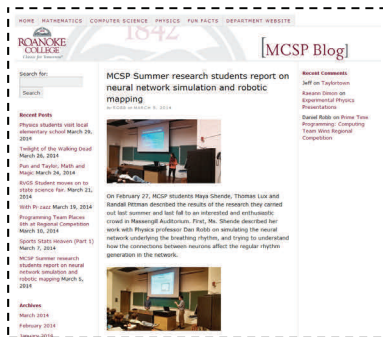 HOME MATHEMATICS COMPUTER SCIENCE PHYSICS FUN FACTS DEPARTMENT WEBSITE
1842
ROANOKE
COLLEGE
[MCSP Blog]
Search for:
Search
Recent Posts
Physics students visit local
elementary school March 29,
2014
Twilight of the Walking Dead
March 26, 2014
Pun and Taylor, Math and
Magic March 24, 2014
RVGS Student moves on to
state science fair. March 21,
2014
With Pi-zazz March 19, 2014
Programming Team Places
9th at Regional Competition
March 10, 2014
Sports Stats Heaven (Part 1)
March 7, 2014
MCSP Summer research
students report on neural
network simulation and
robotic mapping March 5,
2014
Archives
March 2014
February 2014
January 2014
MCSP Summer research students report on
neural network simulation and robotic
mapping
On February 27, MCSP students Maya Shende, Thomas Lux and
Randall Pittman described the results of the research they carried
out last summer and last fall to an interested and enthusiastic
crowd in Massengill Auditorium. First, Ms. Shende described her
work with Physics professor Dan Robb on simulating the neural
network underlying the breathing rhythm, and trying to understand
how the connections between neurons affect the regular rhythm
generation in the network.
Recent Comments
Jeff on Taylortown
Raeann Dixon on
Experimental Physics
Presentations
Daniel Robb on Prime Time
Programming: Computing
Team Wins Regional
Competition